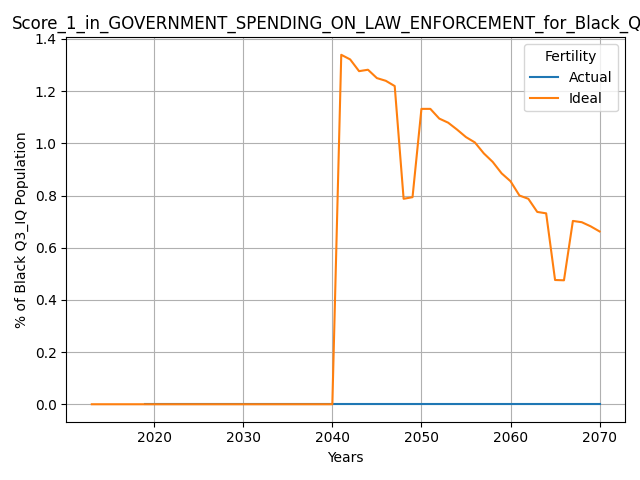 Score_1_in_GOVERNMENT_SPENDING_ON_LAW_ENFORCEMENT_for_Black_Q
1.4
1.2
1.0
0.8
0.6
0.4
0.2
0.0
% of Black Q3_IQ Population
Fertility
Actual
Ideal
2020 2030 2040 2050 2060 2070
Years